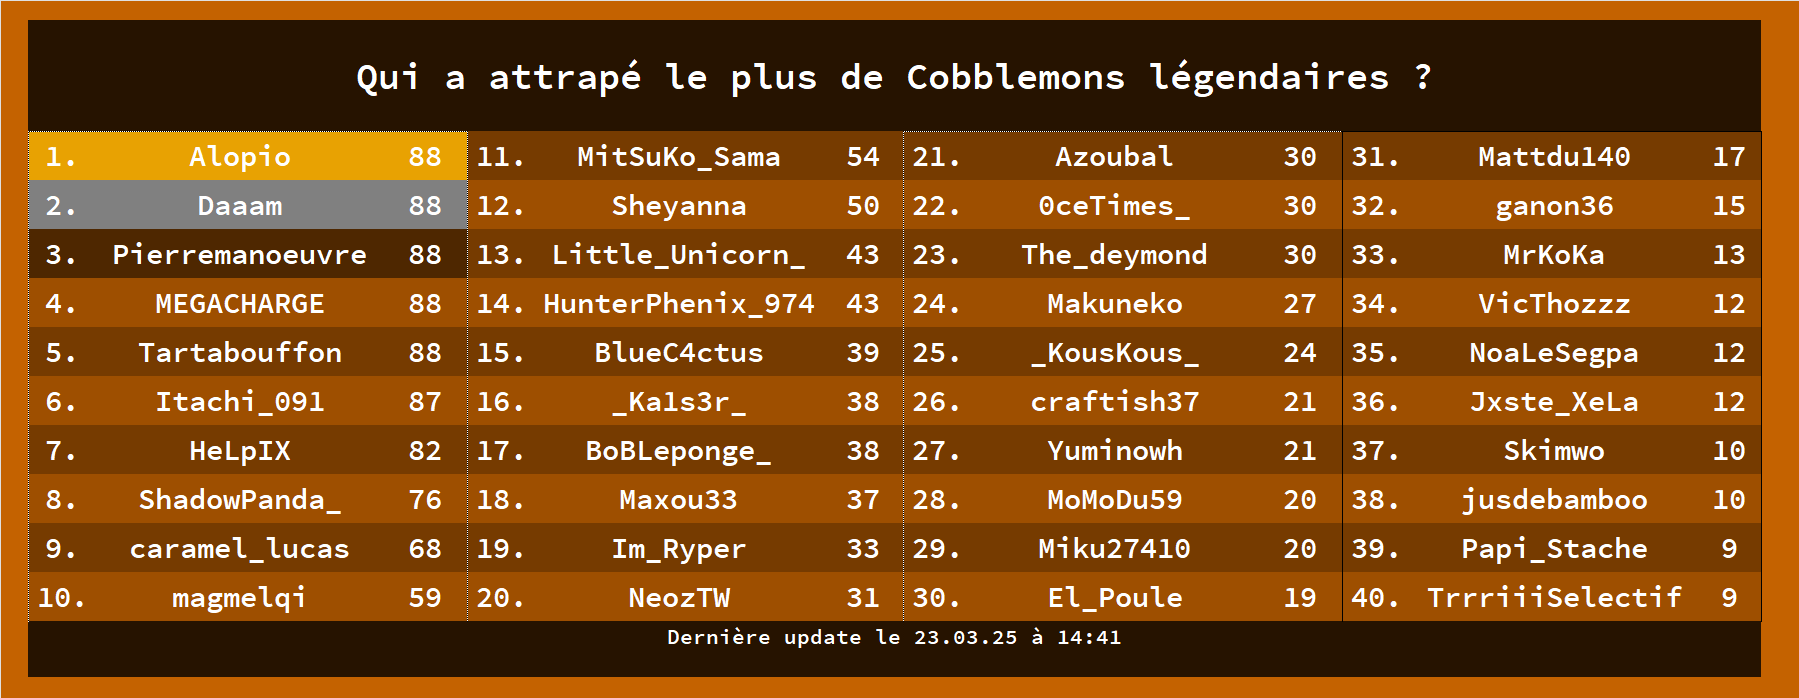 Qui a attrapé le plus de Cobblemons légendaires ?
1. Alopio 88
2. Daaam 88
3. Pierremanoeuvre 88
4. MEGACHARGE 88
5. Tartabouffon 88
6. Itachi_091 87
7. HeLpIX 82
8. ShadowPanda_ 76
9. caramel_lucas 68
10. magmelqi 59
11. MitSuKo_Sama 54
12. Sheyanna 50
13. Little_Unicorn_ 43
14. HunterPhenix_974 43
15. BlueC4ctus 39
16. _Ka1s3r_ 38
17. BoBLeponge_ 38
18. Maxou33 37
19. Im_Ryper 33
20. NeozTW 31
21. Azoubal 30
22. 0ceTimes_ 30
23. The_deymond 30
24. Makuneko 27
25. _KousKous_ 24
26. craftish37 21
27. Yuminowh 21
28. MoMoDu59 20
29. Miku27410 20
30. El_Poule 19
31. Mattdu140 17
32. ganon36 15
33. MrKoKa 13
34. VicThozzz 12
35. NoaLeSegpa 12
36. Jxste_XeLa 12
37. Skimwo 10
38. jusdebamboo 10
39. Papi_Stache 9
40. TrrriiiSelectif 9
Dernière update le 23.03.25 à 14:41